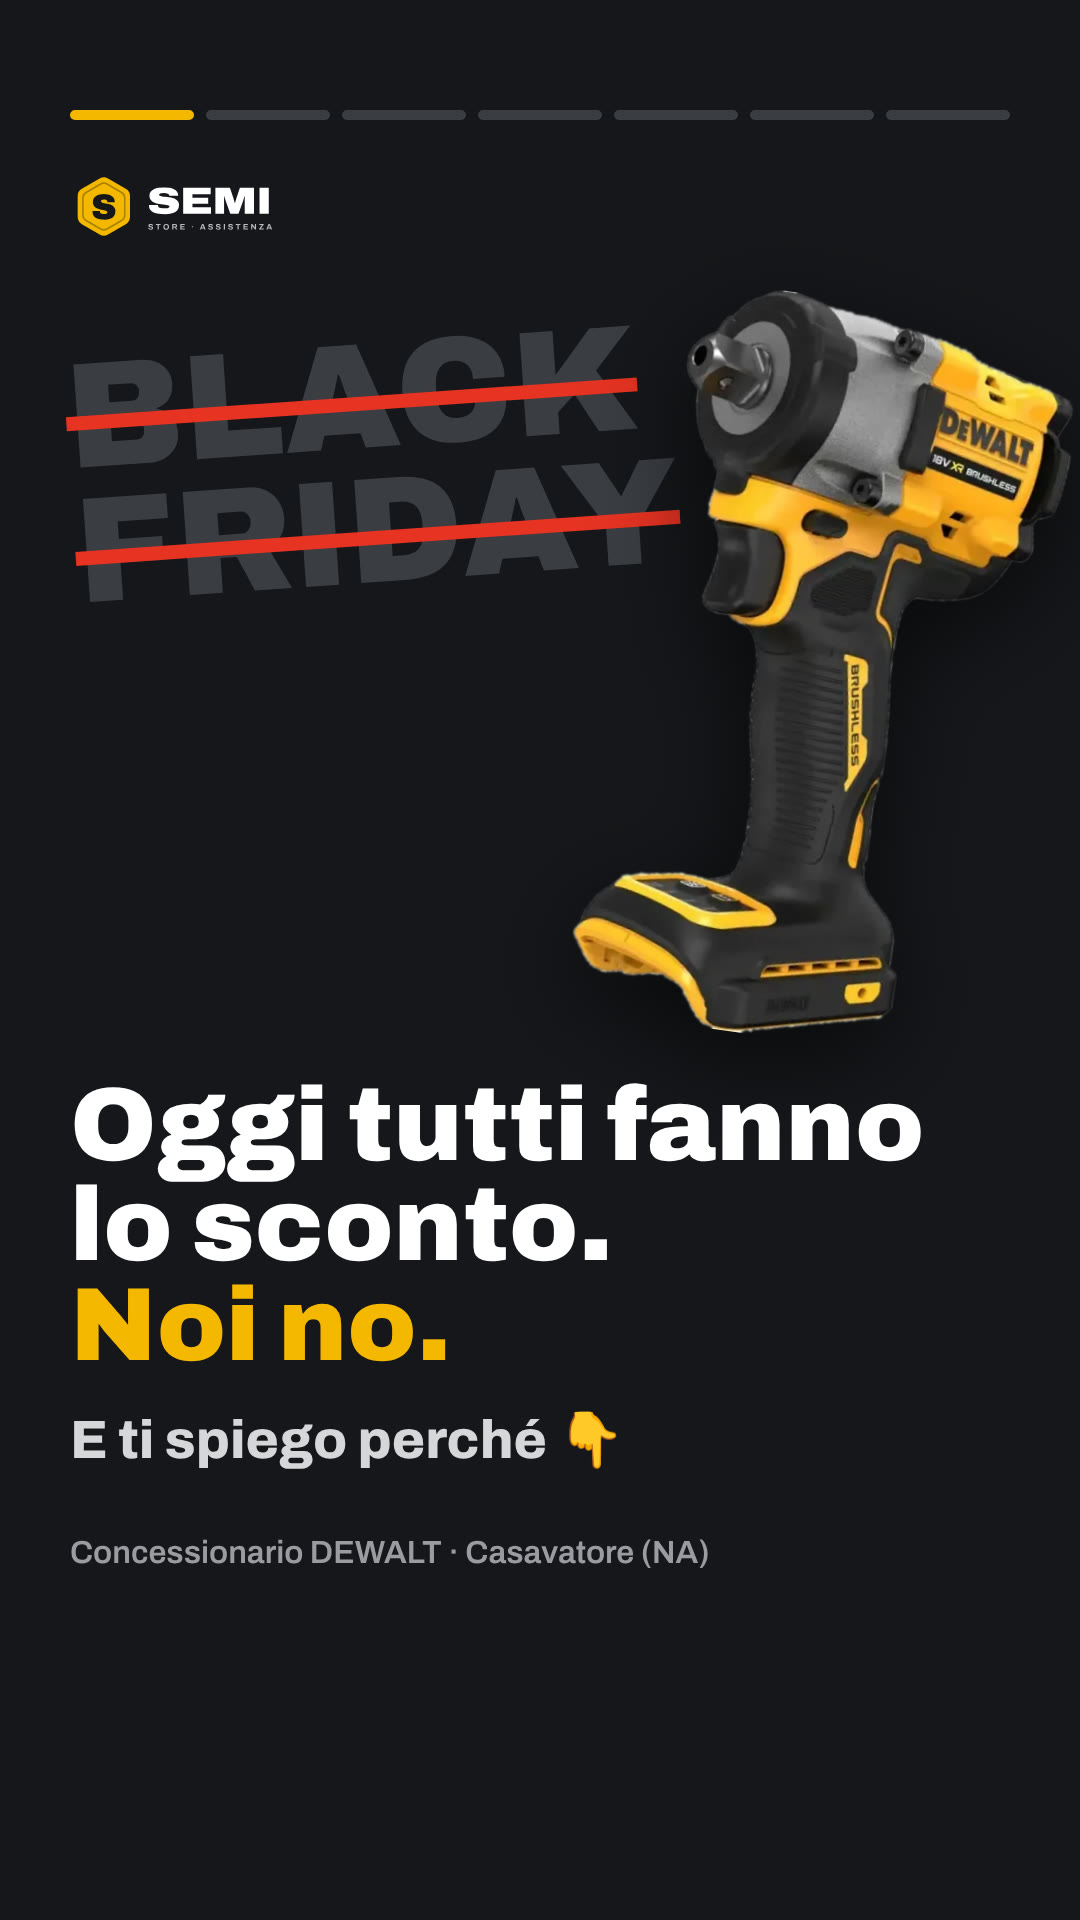 S
SEMI
STORE · ASSISTENZA
BLACK
FRIDAY
DEWALT
18V XR BRUSHLESS
BRUSHLESS
Oggi tutti fanno
lo sconto.
Noi no.
E ti spiego perché 👇
Concessionario DEWALT · Casavatore (NA)